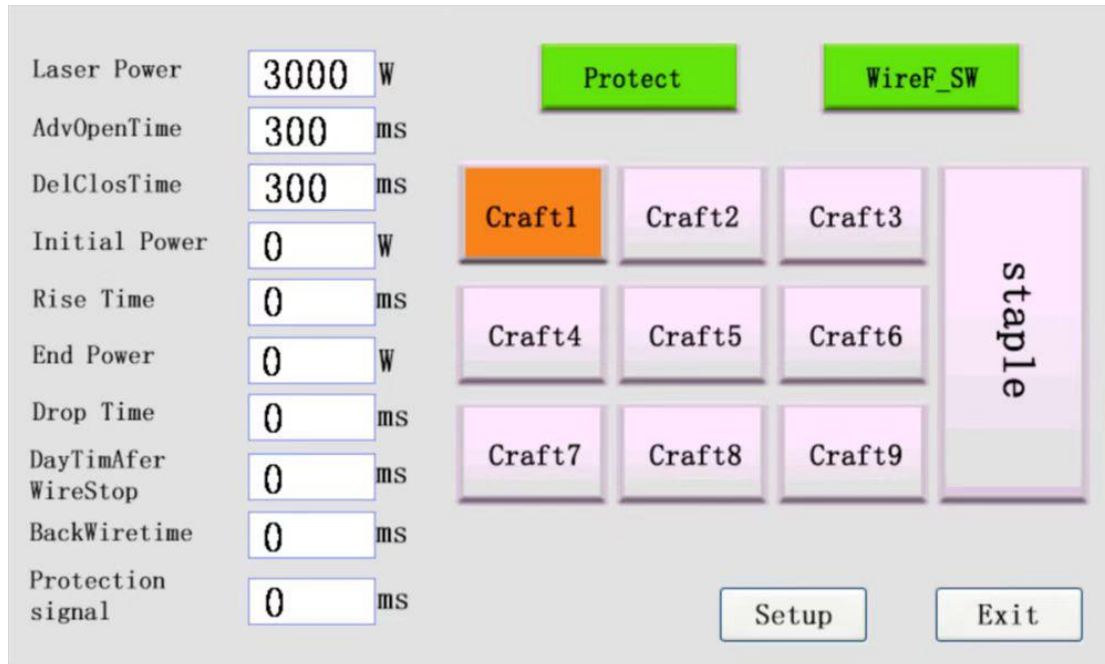 Laser Power 3000 W
AdvOpenTime 300 ms
DelClosTime 300 ms
Initial Power 0 W
Rise Time 0 ms
End Power 0 W
Drop Time 0 ms
DayTimAfer
WireStop 0 ms
BackWiretime 0 ms
Protection
signal 0 ms
Protect WireF_SW
Craft1 Craft2 Craft3
Craft4 Craft5 Craft6
Craft7 Craft8 Craft9
staple
Setup Exit